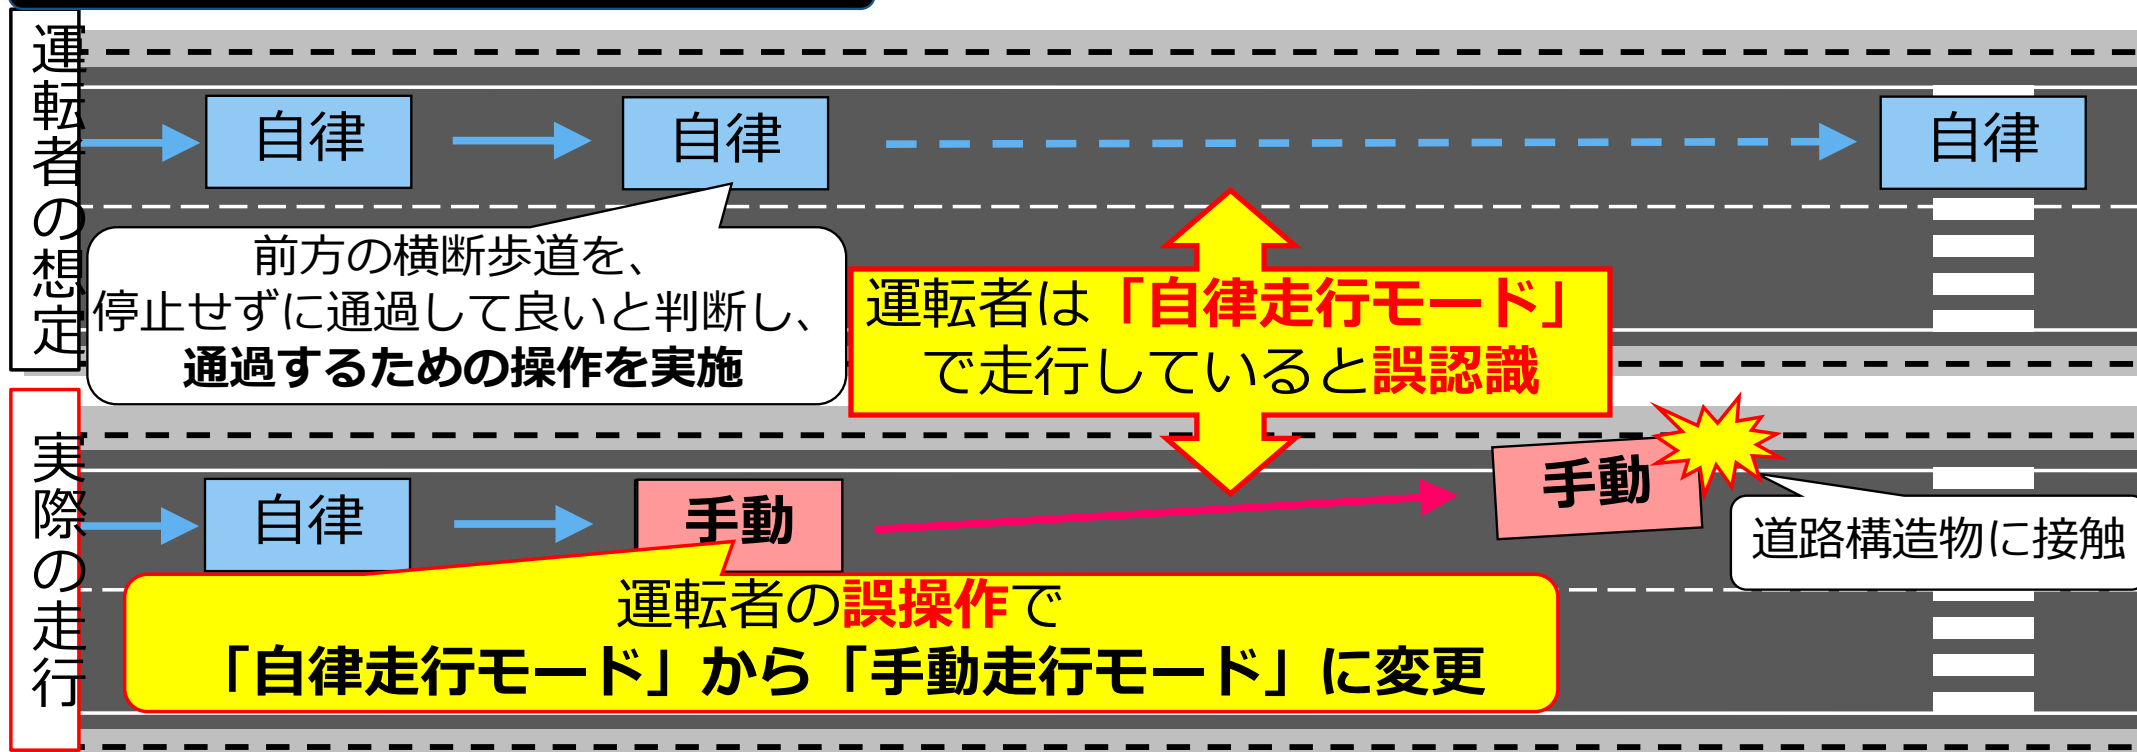 運転者の想定
自律
自律
自律
前方の横断歩道を、
停止せずに通過して良いと判断し、
通過するための操作を実施
運転者は「自律走行モード」
で走行していると誤認識
実際の走行
自律
手動
手動
道路構造物に接触
運転者の誤操作で
「自律走行モード」から「手動走行モード」に変更